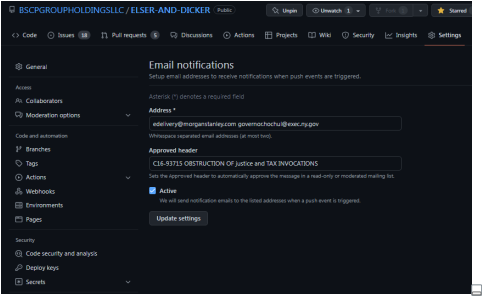 BSCPGROUPHOLDINGSLLC / ELSER-AND-DICKER Public Unpin Unwatch 1 Starred
Code Issues 18 Pull requests 5 Discussions Actions Projects Wiki Security Insights Settings
General
Access
Collaborators
Moderation options
Code and automation
Branches
Tags
Actions
Webhooks
Environments
Pages
Security
Code security and analysis
Deploy keys
Secrets
Email notifications
Setup email addresses to receive notifications when push events are triggered.
Asterisk (*) denotes a required field
Address *
edelivery@morganstanley.com governorhochul@exec.ny.gov
Whitespace separated email addresses (at most two).
Approved header
C16-93715 OBSTRUCTION OF Justice and TAX INVOCATIONS
Sets the Approved header to automatically approve the message in a read-only or moderated mailing list.
Active
We will send notification emails to the listed addresses when a push event is triggered.
Update settings